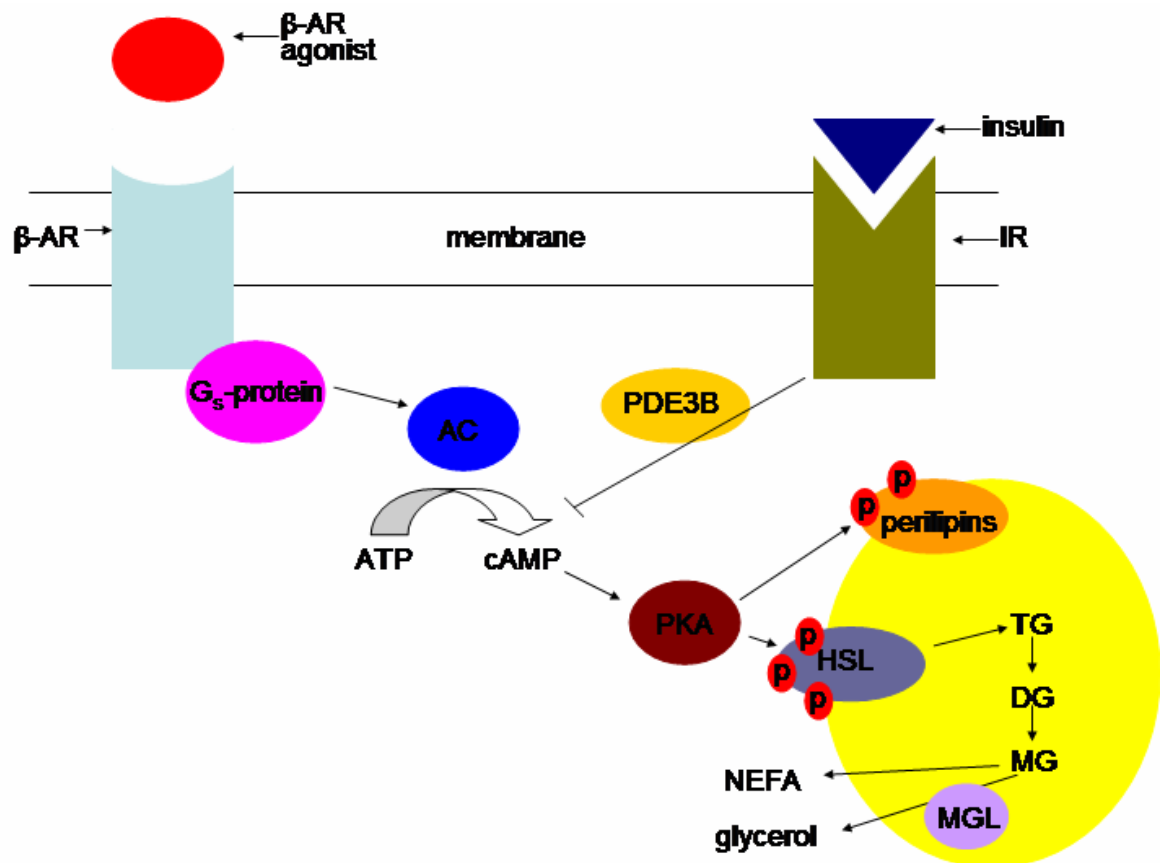 β-AR
agonist
insulin
β-AR
membrane
IR
Gs-protein
AC
PDE3B
ATP
cAMP
PKA
p
p
perilipins
p
p
p
HSL
TG
DG
MG
NEFA
MGL
glycerol